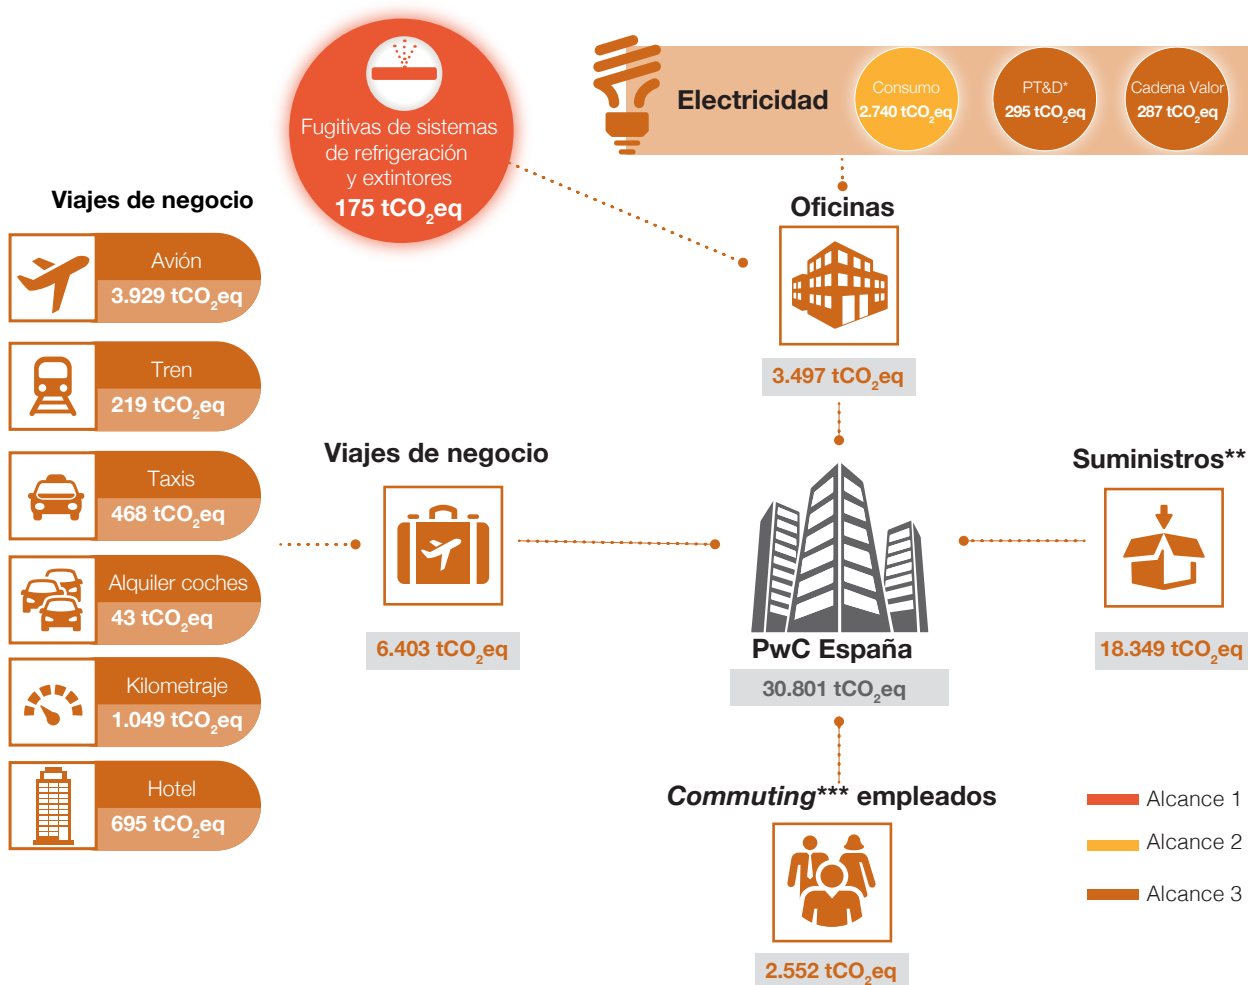 Fugitivas de sistemas
de refrigeración
y extintores
175 tCO₂eq
Electricidad
Consumo
2.740 tCO₂eq
PT&D*
295 tCO₂eq
Cadena Valor
287 tCO₂eq
Viajes de negocio
Avión
3.929 tCO₂eq
Tren
219 tCO₂eq
Taxis
468 tCO₂eq
Alquiler coches
43 tCO₂eq
Kilometraje
1.049 tCO₂eq
Hotel
695 tCO₂eq
Oficinas
3.497 tCO₂eq
Viajes de negocio
6.403 tCO₂eq
Suministros**
18.349 tCO₂eq
PwC España
30.801 tCO₂eq
Commuting*** empleados
2.552 tCO₂eq
Alcance 1
Alcance 2
Alcance 3